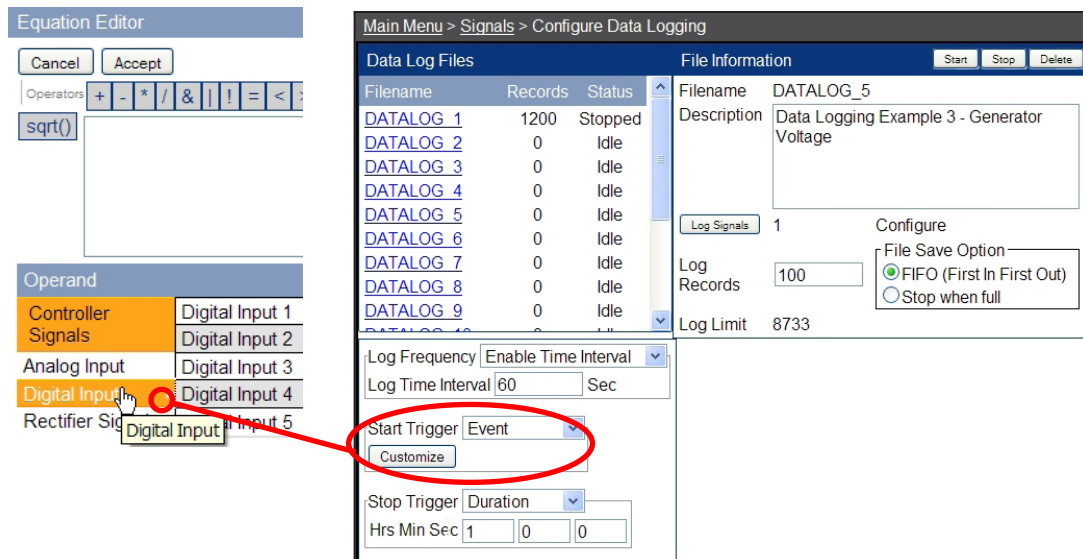 Equation Editor
Cancel Accept
Operators + - * / & | ! = <
sqrt()
Operand
Controller Signals
Analog Input
Digital Input
Rectifier
Digital Input
Digital Input 1
Digital Input 2
Digital Input 3
Digital Input 4
Input 5
Main Menu > Signals > Configure Data Logging
Data Log Files
Filename Records Status
DATALOG_1 1200 Stopped
DATALOG_2 0 Idle
DATALOG_3 0 Idle
DATALOG_4 0 Idle
DATALOG_5 0 Idle
DATALOG_6 0 Idle
DATALOG_7 0 Idle
DATALOG_8 0 Idle
DATALOG_9 0 Idle
File Information Start Stop Delete
Filename DATALOG_5
Description Data Logging Example 3 - Generator
Voltage
Log Signals 1 Configure
File Save Option
FIFO (First In First Out)
Stop when full
Log Records 100
Log Limit 8733
Log Frequency Enable Time Interval
Log Time Interval 60 Sec
Start Trigger Event
Customize
Stop Trigger Duration
Hrs Min Sec 1 0 0